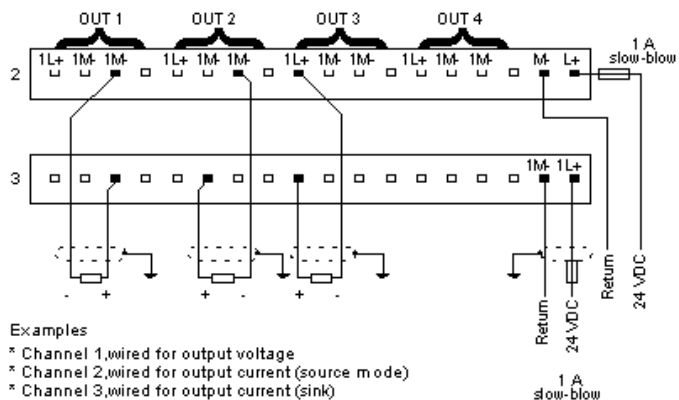 OUT 1 OUT 2 OUT 3 OUT 4
1 A
slow-blow
1L+ 1M- 1M- 1L+ 1M- 1M- 1L+ 1M- 1M- 1L+ 1M- 1M- M- L+
2
1M- 1L+
3
Return
24 VDC
Return
24 VDC
- + + - + -
Examples
* Channel 1,wired for output voltage
* Channel 2,wired for output current (source mode)
* Channel 3,wired for output current (sink)
1 A
slow-blow